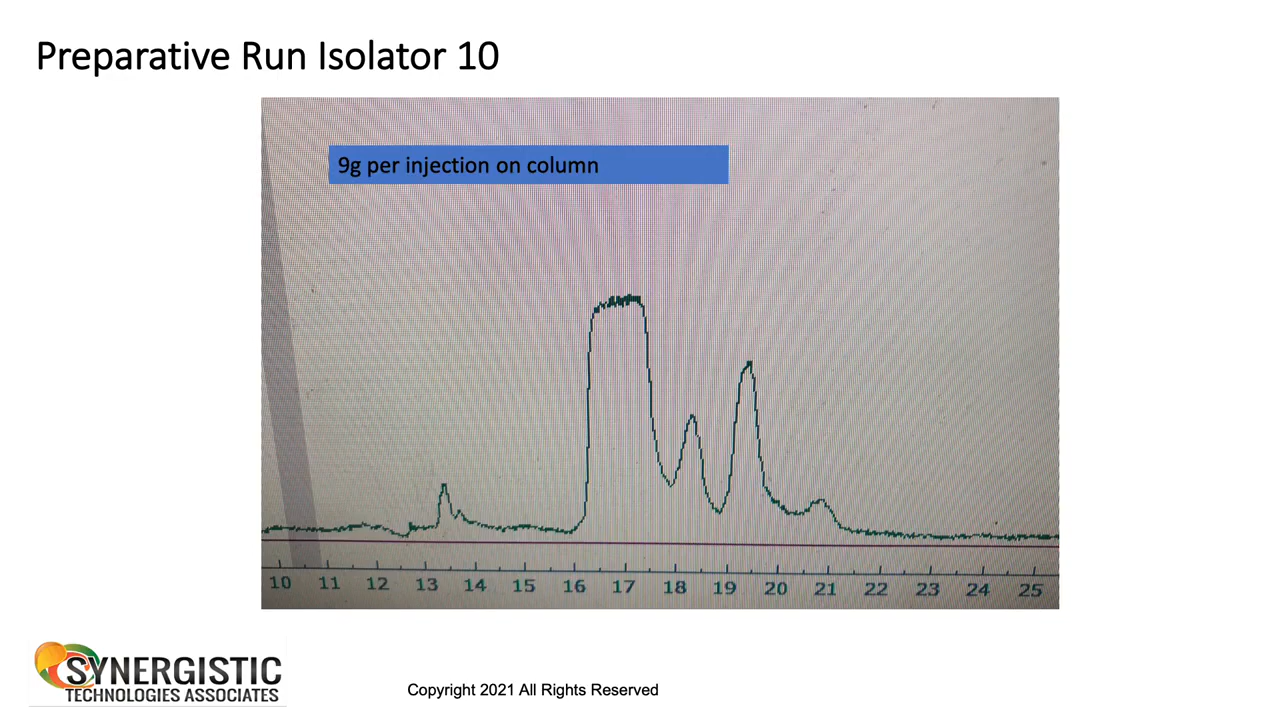 Preparative Run Isolator 10
9g per injection on column
10 11 12 13 14 15 16 17 18 19 20 21 22 23 24 25
SYNERGISTIC
TECHNOLOGIES ASSOCIATES
Copyright 2021 All Rights Reserved